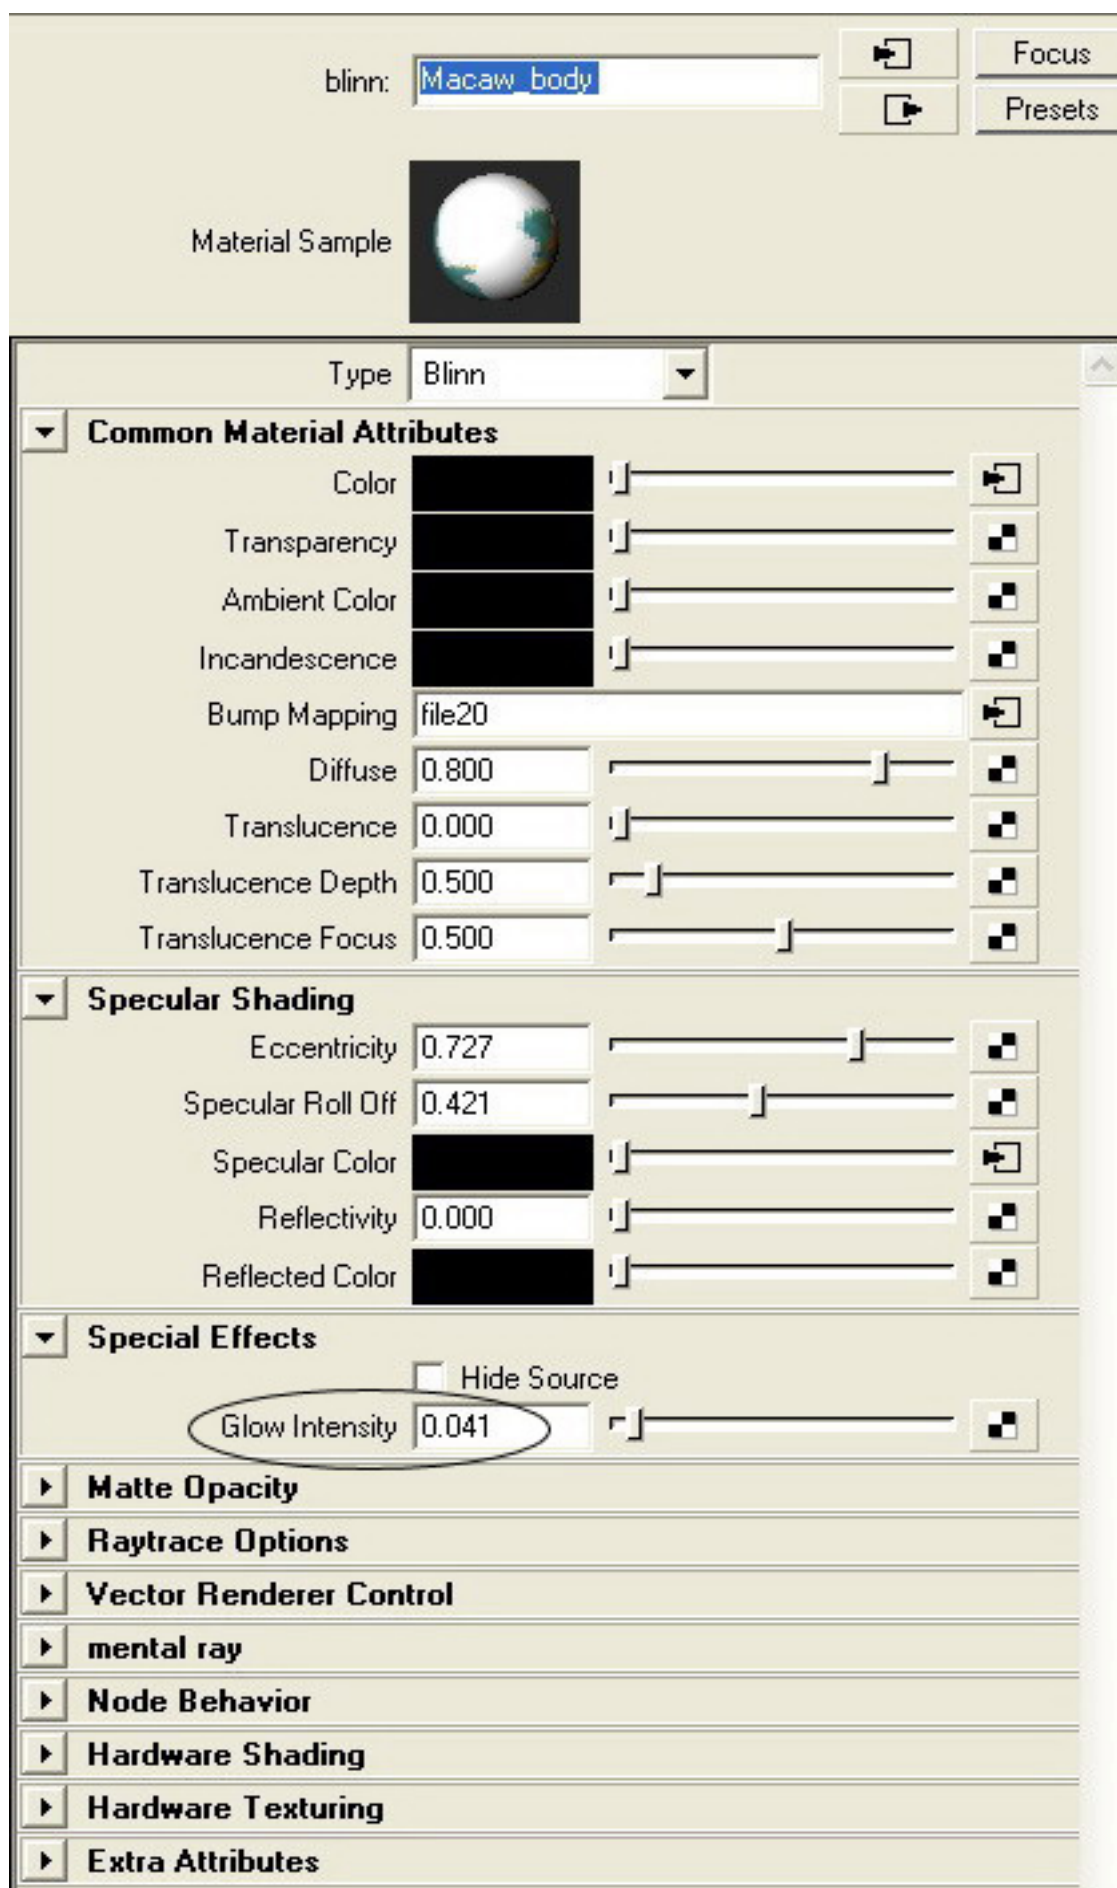 blinn: Macaw_body Focus
Presets
Material Sample
Type Blinn
Common Material Attributes
Color
Transparency
Ambient Color
Incandescence
Bump Mapping file20
Diffuse 0.800
Translucence 0.000
Translucence Depth 0.500
Translucence Focus 0.500
Specular Shading
Eccentricity 0.727
Specular Roll Off 0.421
Specular Color
Reflectivity 0.000
Reflected Color
Special Effects
Hide Source
Glow Intensity 0.041
Matte Opacity
Raytrace Options
Vector Renderer Control
mental ray
Node Behavior
Hardware Shading
Hardware Texturing
Extra Attributes